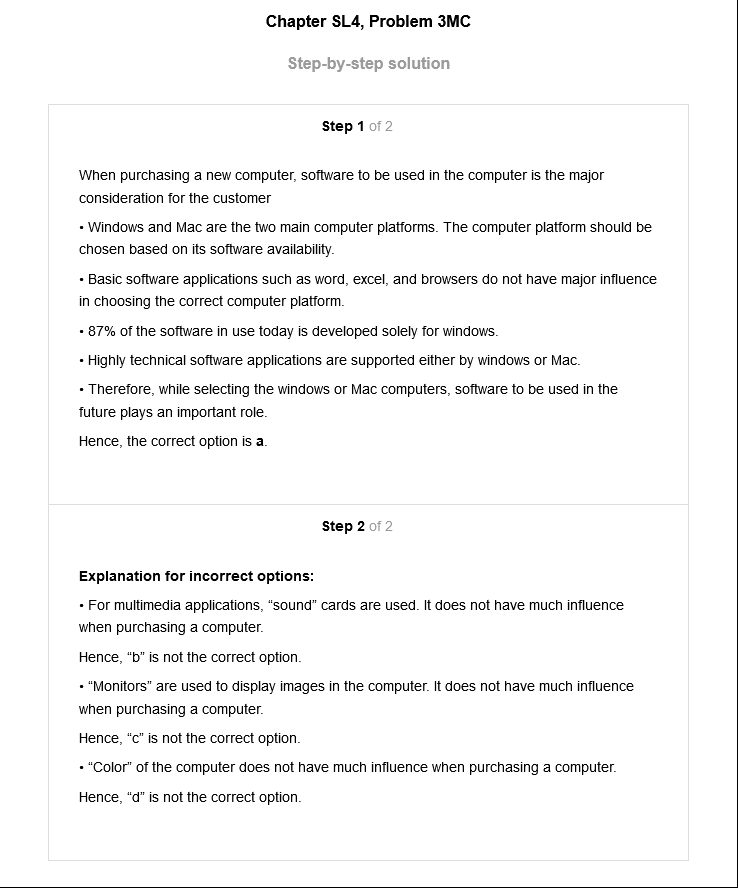 Chapter SL4, Problem 3MC
Step-by-step solution
Step 1 of 2
When purchasing a new computer, software to be used in the computer is the major
consideration for the customer
• Windows and Mac are the two main computer platforms. The computer platform should be
chosen based on its software availability.
• Basic software applications such as word, excel, and browsers do not have major influence
in choosing the correct computer platform.
• 87% of the software in use today is developed solely for windows.
• Highly technical software applications are supported either by windows or Mac.
• Therefore, while selecting the windows or Mac computers, software to be used in the
future plays an important role.
Hence, the correct option is a.
Step 2 of 2
Explanation for incorrect options:
• For multimedia applications, “sound” cards are used. It does not have much influence
when purchasing a computer.
Hence, “b” is not the correct option.
• “Monitors” are used to display images in the computer. It does not have much influence
when purchasing a computer.
Hence, “c” is not the correct option.
• “Color” of the computer does not have much influence when purchasing a computer.
Hence, “d” is not the correct option.